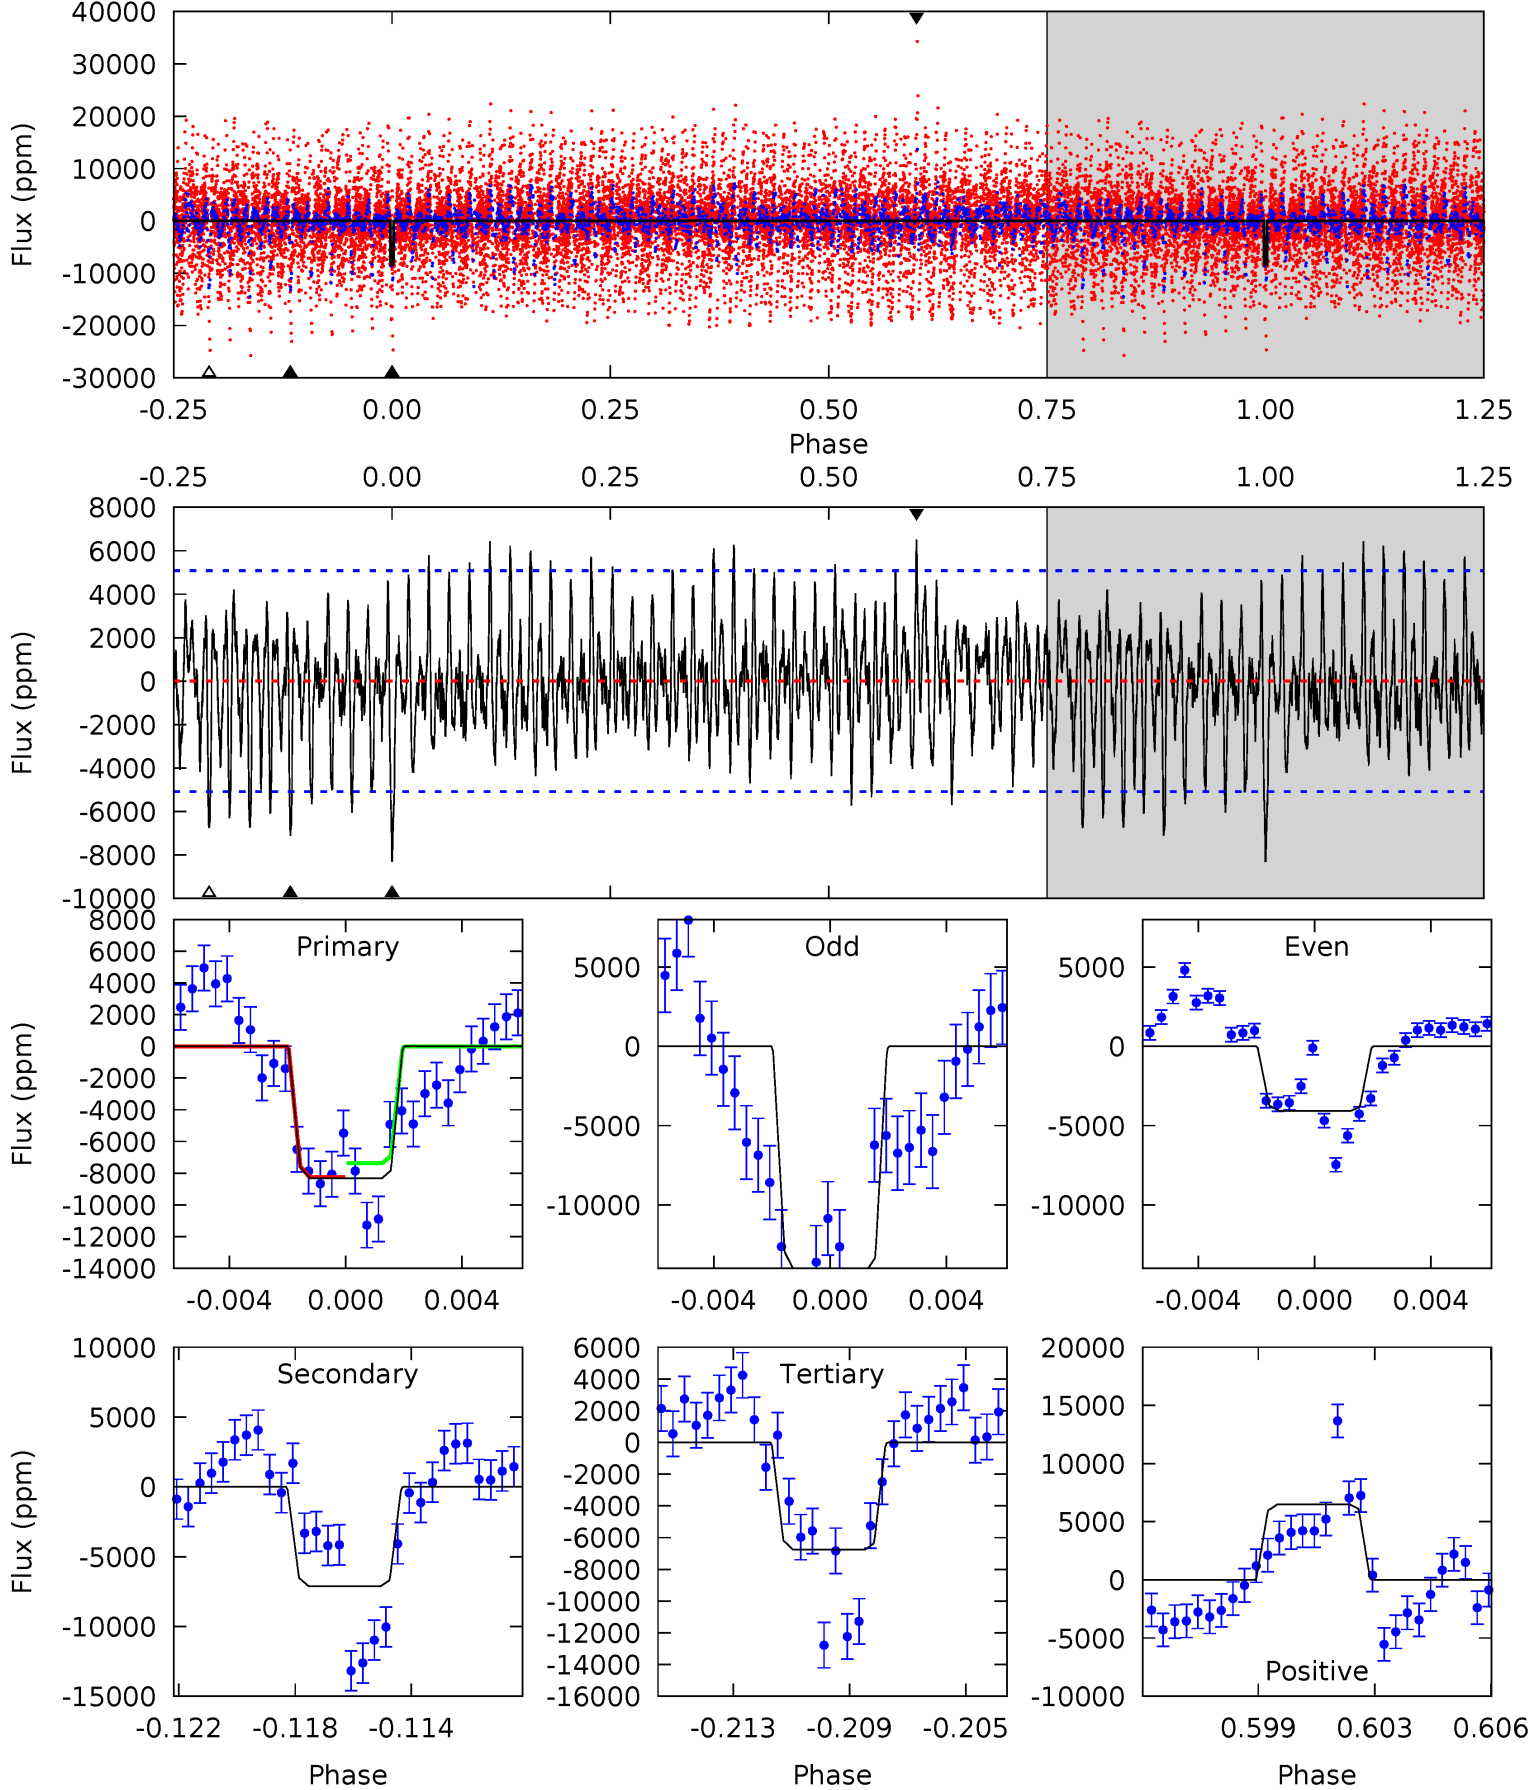 40000
30000
20000
10000
0
-10000
-20000
-30000
Flux (ppm)
-0.25 0.00 0.25 0.50 0.75 1.00 1.25
Phase
-0.25 0.00 0.25 0.50 0.75 1.00 1.25
8000
6000
4000
2000
0
-2000
-4000
-6000
-8000
-10000
Flux (ppm)
Primary
8000
6000
4000
2000
0
-2000
-4000
-6000
-8000
-10000
-12000
-14000
Flux (ppm)
-0.004 0.000 0.004
Odd
5000
0
-5000
-10000
-0.004 0.000 0.004
Even
5000
0
-5000
-10000
-0.004 0.000 0.004
Secondary
10000
5000
0
-5000
-10000
-15000
Flux (ppm)
-0.122 -0.118 -0.114
Phase
Tertiary
6000
4000
2000
0
-2000
-4000
-6000
-8000
-10000
-12000
-14000
-16000
-0.213 -0.209 -0.205
Phase
20000
15000
10000
5000
0
-5000
-10000
Positive
0.599 0.603 0.606
Phase